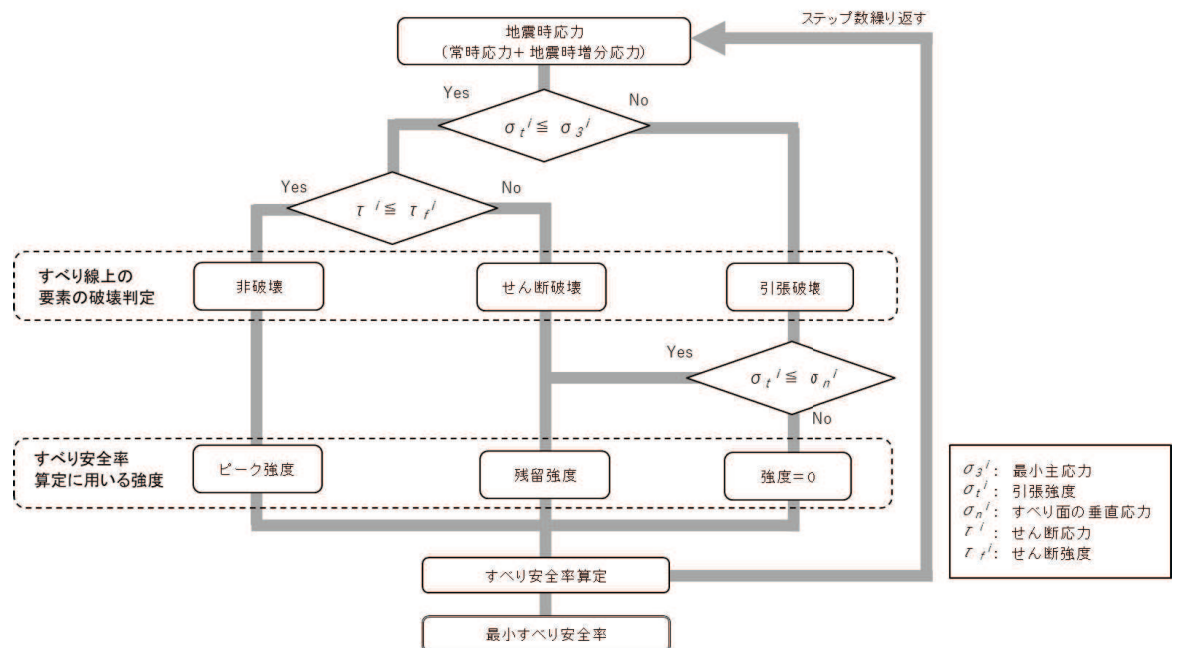 ステップ数繰り返す
地震時応力
(常時応力+ 地震時増分応力)
Yes
No
σtⁱ≦ σ3ⁱ
Yes
No
τⁱ≦ τfⁱ
すべり線上の
要素の破壊判定
非破壊
せん断破壊
引張破壊
Yes
σtⁱ≦ σnⁱ
No
すべり安全率
算定に用いる強度
ピーク強度
残留強度
強度=0
σ3ⁱ: 最小主応力
σtⁱ: 引張強度
σnⁱ: すべり面の垂直応力
τⁱ: せん断応力
τfⁱ: せん断強度
すべり安全率算定
最小すべり安全率